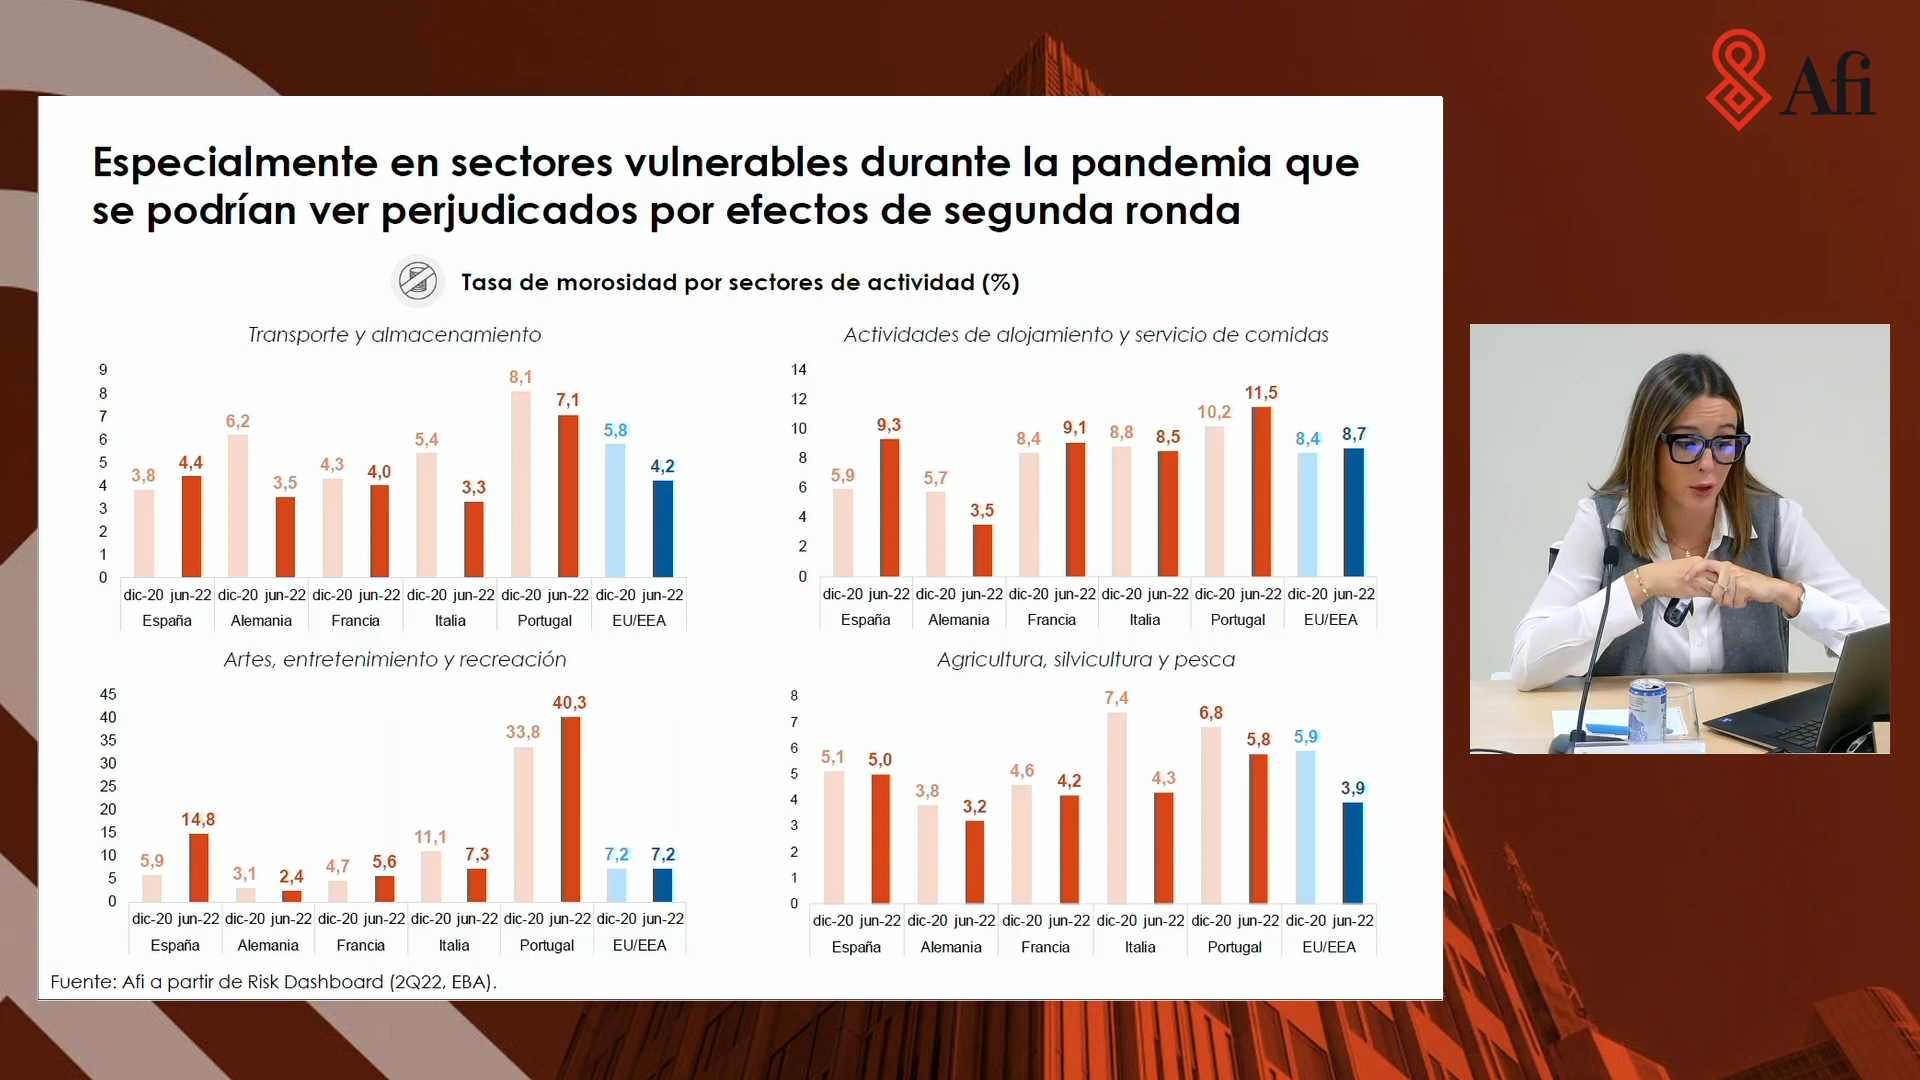 Afi
Especialmente en sectores vulnerables durante la pandemia que
se podrían ver perjudicados por efectos de segunda ronda
Tasa de morosidad por sectores de actividad (%)
Transporte y almacenamiento
9
8
7
6
5
4
3
2
1
0
3,8 4,4 6,2 3,5 4,3 4,0 5,4 3,3 8,1 7,1 5,8 4,2
dic-20 jun-22 dic-20 jun-22 dic-20 jun-22 dic-20 jun-22 dic-20 jun-22 dic-20 jun-22
España Alemania Francia Italia Portugal EU/EEA
Actividades de alojamiento y servicio de comidas
14
12
10
8
6
4
2
0
5,9 9,3 5,7 3,5 8,4 9,1 8,8 8,5 10,2 11,5 8,4 8,7
dic-20 jun-22 dic-20 jun-22 dic-20 jun-22 dic-20 jun-22 dic-20 jun-22 dic-20 jun-22
España Alemania Francia Italia Portugal EU/EEA
Artes, entretenimiento y recreación
45
40
35
30
25
20
15
10
5
0
5,9 14,8 3,1 2,4 4,7 5,6 11,1 7,3 33,8 40,3 7,2 7,2
dic-20 jun-22 dic-20 jun-22 dic-20 jun-22 dic-20 jun-22 dic-20 jun-22 dic-20 jun-22
España Alemania Francia Italia Portugal EU/EEA
Agricultura, silvicultura y pesca
8
7
6
5
4
3
2
1
0
5,1 5,0 3,8 3,2 4,6 4,2 7,4 4,3 6,8 5,8 5,9 3,9
dic-20 jun-22 dic-20 jun-22 dic-20 jun-22 dic-20 jun-22 dic-20 jun-22 dic-20 jun-22
España Alemania Francia Italia Portugal EU/EEA
Fuente: Afi a partir de Risk Dashboard (2Q22, EBA).